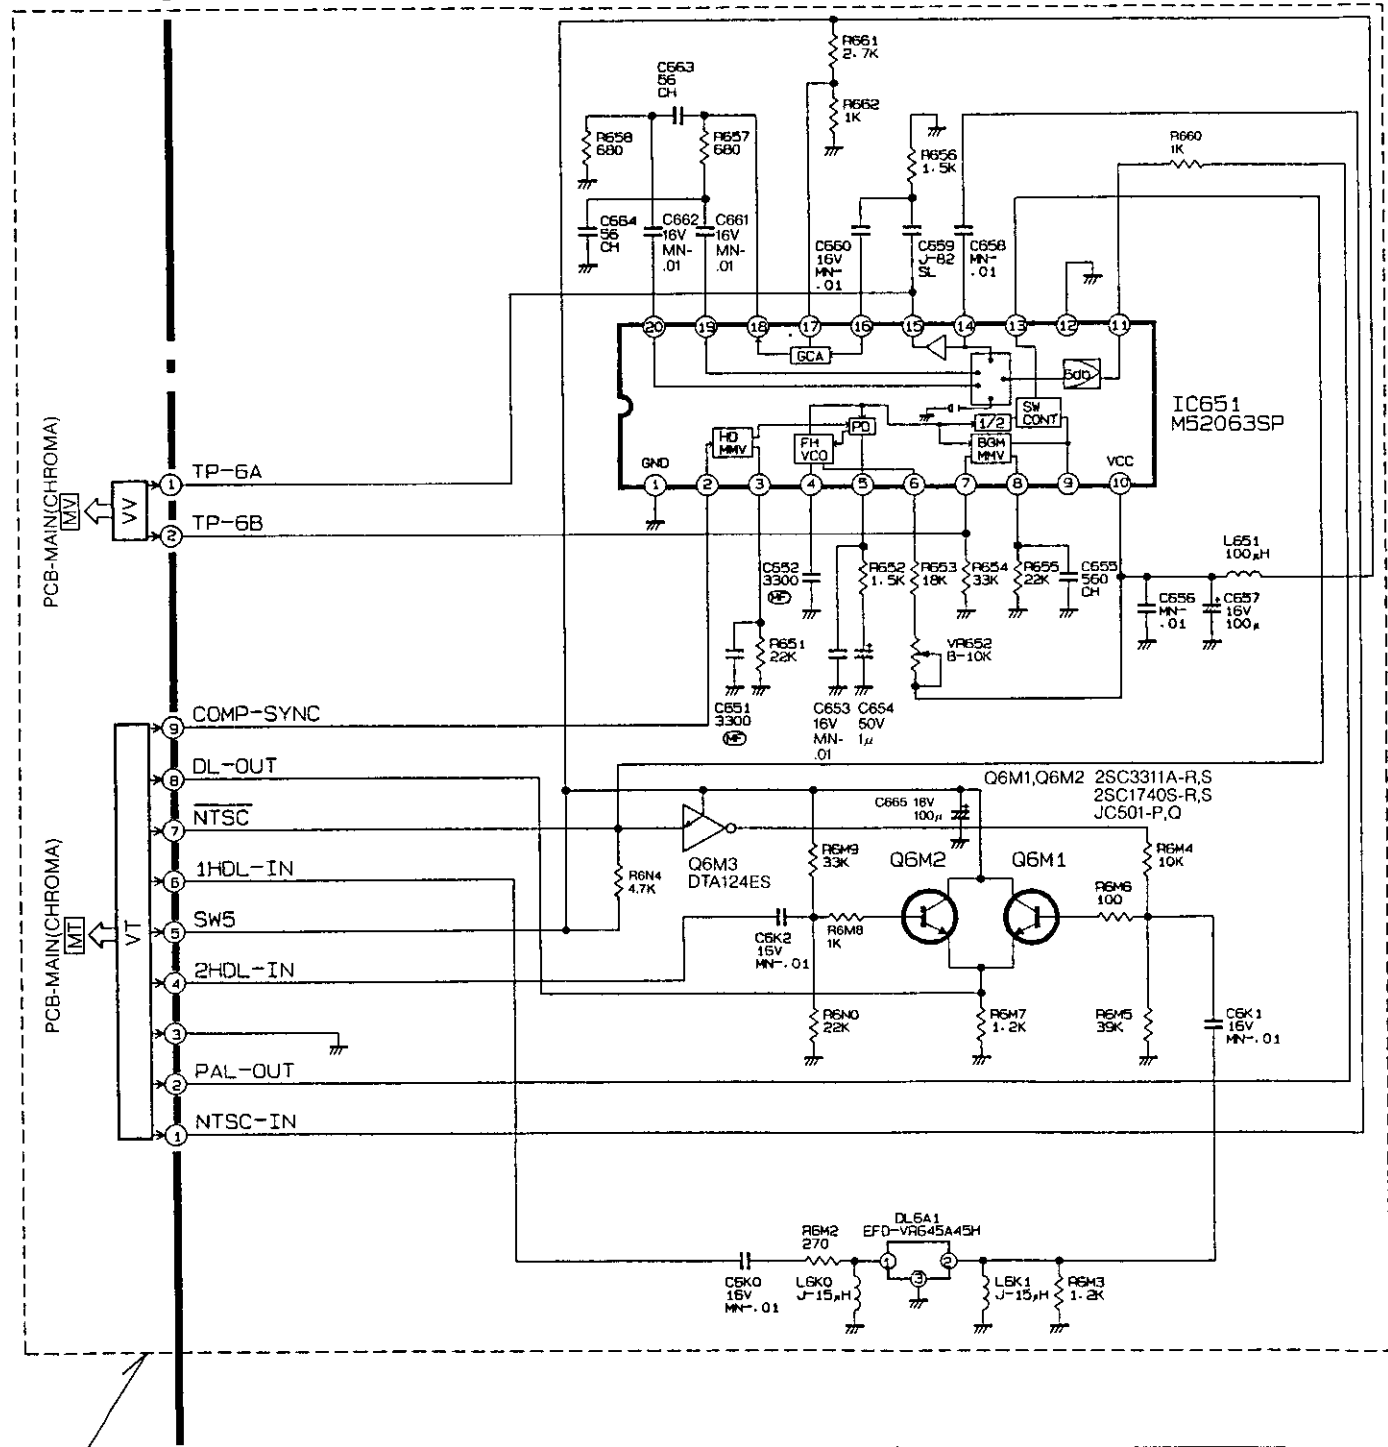 R661
2.7K
C663
56
CH
R662
1K
R658
680
R657
680
R656
1.5K
R660
1K
C664
56
CH
C662
16V
MN-
.01
C661
16V
MN-
.01
C660
16V
MN-
.01
C659
J-82
SL
C658
MN-
.01
20
19
18
17
16
15
14
13
12
11
GCA
6db
HD
MMV
FH
VCO
PD
1/2
SW
CONT
BGM
MMV
GND
VCC
1
2
3
4
5
6
7
8
9
10
IC651
M52063SP
PCB-MAIN(CHROMA)
MV
VV
1
TP-6A
2
TP-6B
C652
3300
MF
R652
1.5K
R653
18K
R654
33K
R655
22K
C655
560
CH
L651
100μH
C656
MN-
.01
C657
16V
100μ
R651
22K
VR652
B-10K
C651
3300
MF
C653
16V
MN-
.01
C654
50V
1μ
PCB-MAIN(CHROMA)
MT
VT
9
COMP-SYNC
8
DL-OUT
7
NTSC
6
1HDL-IN
5
SW5
4
2HDL-IN
3
2
PAL-OUT
1
NTSC-IN
Q6M1,Q6M2 2SC3311A-R,S
2SC1740S-R,S
JC501-P,Q
C665 16V
100μ
Q6M3
DTA124ES
R6N4
4.7K
R6M9
33K
Q6M2
Q6M1
R6M4
10K
R6M6
100
C6K2
16V
MN-.01
R6M8
1K
R6N0
22K
R6M7
1.2K
R6M5
39K
C6K1
16V
MN-.01
DL6A1
EFD-VR645A45H
R6M2
270
1
2
3
C6K0
16V
MN-.01
L6K0
J-15μH
L6K1
J-15μH
R6M3
1.2K